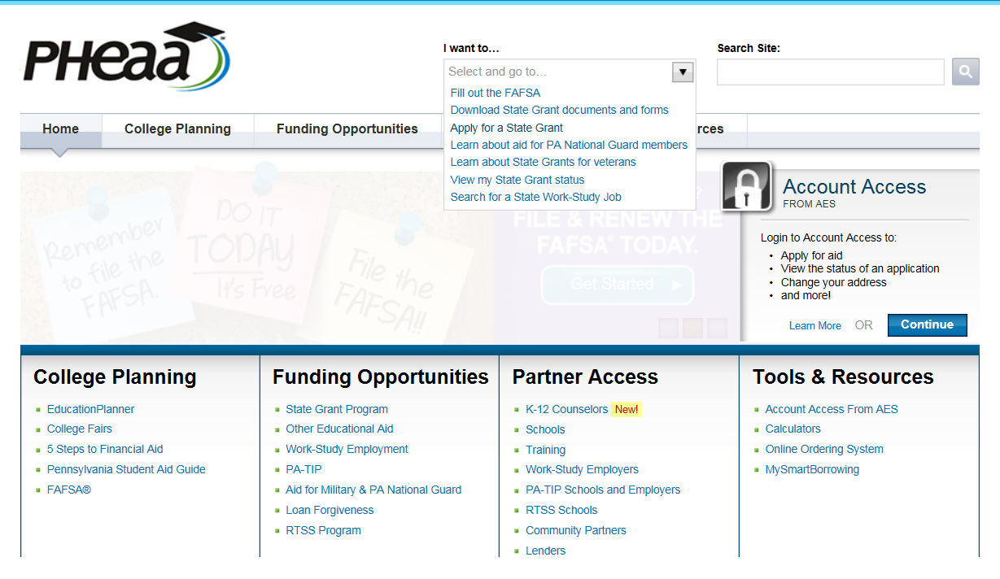 PHEAA
I want to...
Search Site:
Select and go to...
Fill out the FAFSA
Download State Grant documents and forms
Apply for a State Grant
Learn about aid for PA National Guard members
Learn about State Grants for veterans
View my State Grant status
Search for a State Work-Study Job
Home
College Planning
Funding Opportunities
rces
Remember
to file the
FAFSA.
DO IT
TODAY
It's Free
File the
FAFSA!!
?
FILE & RENEW THE
FAFSA® TODAY.
Get Started
Account Access
FROM AES
Login to Account Access to:
• Apply for aid
• View the status of an application
• Change your address
• and more!
Learn More OR Continue
College Planning
EducationPlanner
College Fairs
5 Steps to Financial Aid
Pennsylvania Student Aid Guide
FAFSA®
Funding Opportunities
State Grant Program
Other Educational Aid
Work-Study Employment
PA-TIP
Aid for Military & PA National Guard
Loan Forgiveness
RTSS Program
Partner Access
K-12 Counselors New!
Schools
Training
Work-Study Employers
PA-TIP Schools and Employers
RTSS Schools
Community Partners
Lenders
Tools & Resources
Account Access From AES
Calculators
Online Ordering System
MySmartBorrowing